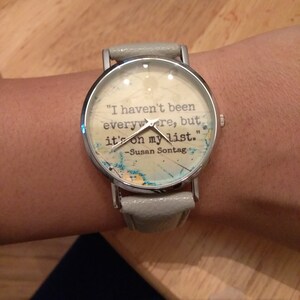 "I haven't been
everywhere, but
it's on my list."
-Susan Sontag